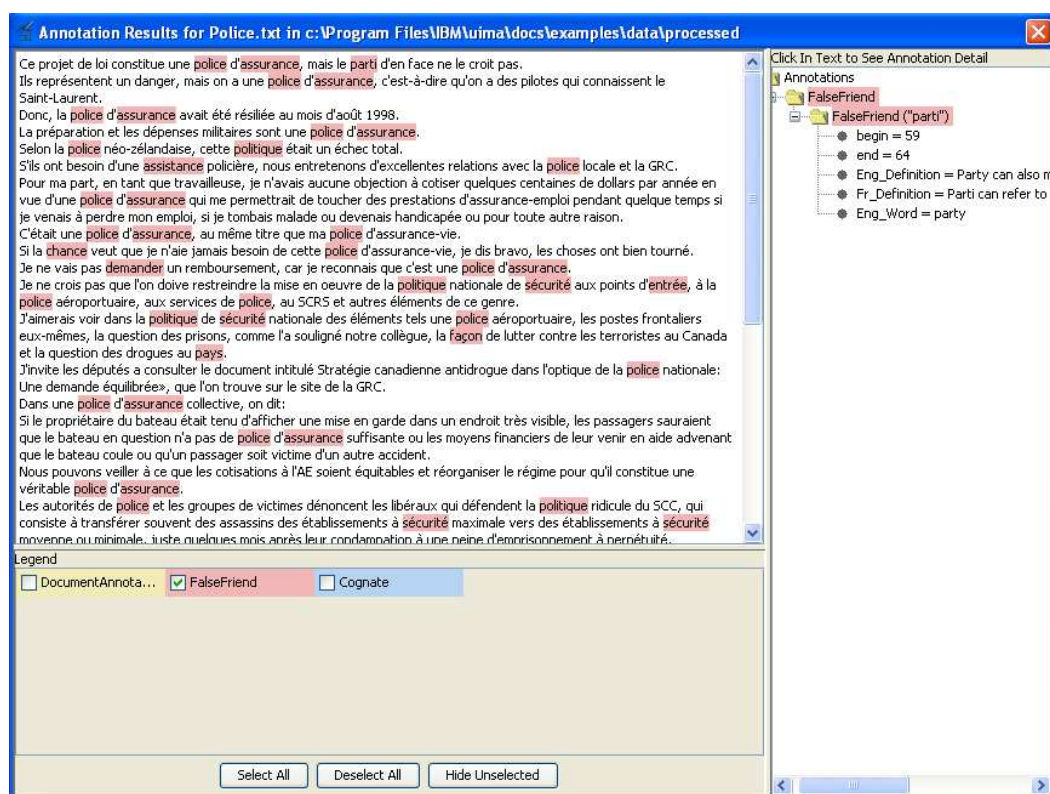 Annotation Results for Police.txt in c:\Program Files\IBM\uima\docs\examples\data\processed
Ce projet de loi constitue une police d'assurance, mais le parti d'en face ne le croit pas.
Ils représentent un danger, mais on a une police d'assurance, c'est-à-dire qu'on a des pilotes qui connaissent le
Saint-Laurent.
Donc, la police d'assurance avait été résiliée au mois d'août 1998.
La préparation et les dépenses militaires sont une police d'assurance.
Selon la police néo-zélandaise, cette politique était un échec total.
S'ils ont besoin d'une assistance policière, nous entretenons d'excellentes relations avec la police locale et la GRC.
Pour ma part, en tant que travailleuse, je n'avais aucune objection à cotiser quelques centaines de dollars par année en
vue d'une police d'assurance qui me permettrait de toucher des prestations d'assurance-emploi pendant quelque temps si
je venais à perdre mon emploi, si je tombais malade ou devenais handicapée ou pour toute autre raison.
C'était une police d'assurance, au même titre que ma police d'assurance-vie.
Si la chance veut que je n'aie jamais besoin de cette police d'assurance-vie, je dis bravo, les choses ont bien tourné.
Je ne vais pas demander un remboursement, car je reconnais que c'est une police d'assurance.
Je ne crois pas que l'on doive restreindre la mise en oeuvre de la politique nationale de sécurité aux points d'entrée, à la
police aéroportuaire, aux services de police, au SCRS et autres éléments de ce genre.
J'aimerais voir dans la politique de sécurité nationale des éléments tels une police aéroportuaire, les postes frontaliers
eux-mêmes, la question des prisons, comme l'a souligné notre collègue, la façon de lutter contre les terroristes au Canada
et la question des drogues au pays.
J'invite les députés a consulter le document intitulé Stratégie canadienne antidrogue dans l'optique de la police nationale:
Une demande équilibrée», que l'on trouve sur le site de la GRC.
Dans une police d'assurance collective, on dit:
Si le propriétaire du bateau était tenu d'afficher une mise en garde dans un endroit très visible, les passagers sauraient
que le bateau en question n'a pas de police d'assurance suffisante ou les moyens financiers de leur venir en aide advenant
que le bateau coule ou qu'un passager soit victime d'un autre accident.
Nous pouvons veiller à ce que les cotisations à l'AE soient équitables et réorganiser le régime pour qu'il constitue une
véritable police d'assurance.
Les autorités de police et les groupes de victimes dénoncent les libéraux qui défendent la politique ridicule du SCC, qui
consiste à transférer souvent des assassins des établissements à sécurité maximale vers des établissements à sécurité
moyenne ou minimale, juste quelques mois après leur condamnation à une peine d'emprisonnement à perpétuité.
Click In Text to See Annotation Detail
Annotations
FalseFriend
FalseFriend ("parti")
begin = 59
end = 64
Eng_Definition = Party can also m
Fr_Definition = Parti can refer to
Eng_Word = party
Legend
DocumentAnnota... FalseFriend Cognate
Select All Deselect All Hide Unselected